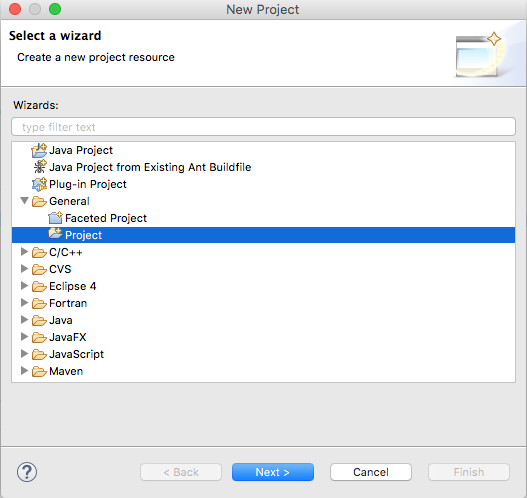 New Project
Select a wizard
Create a new project resource
Wizards:
type filter text
Java Project
Java Project from Existing Ant Buildfile
Plug-in Project
General
Faceted Project
Project
C/C++
CVS
Eclipse 4
Fortran
Java
JavaFX
JavaScript
Maven
?
< Back
Next >
Cancel
Finish